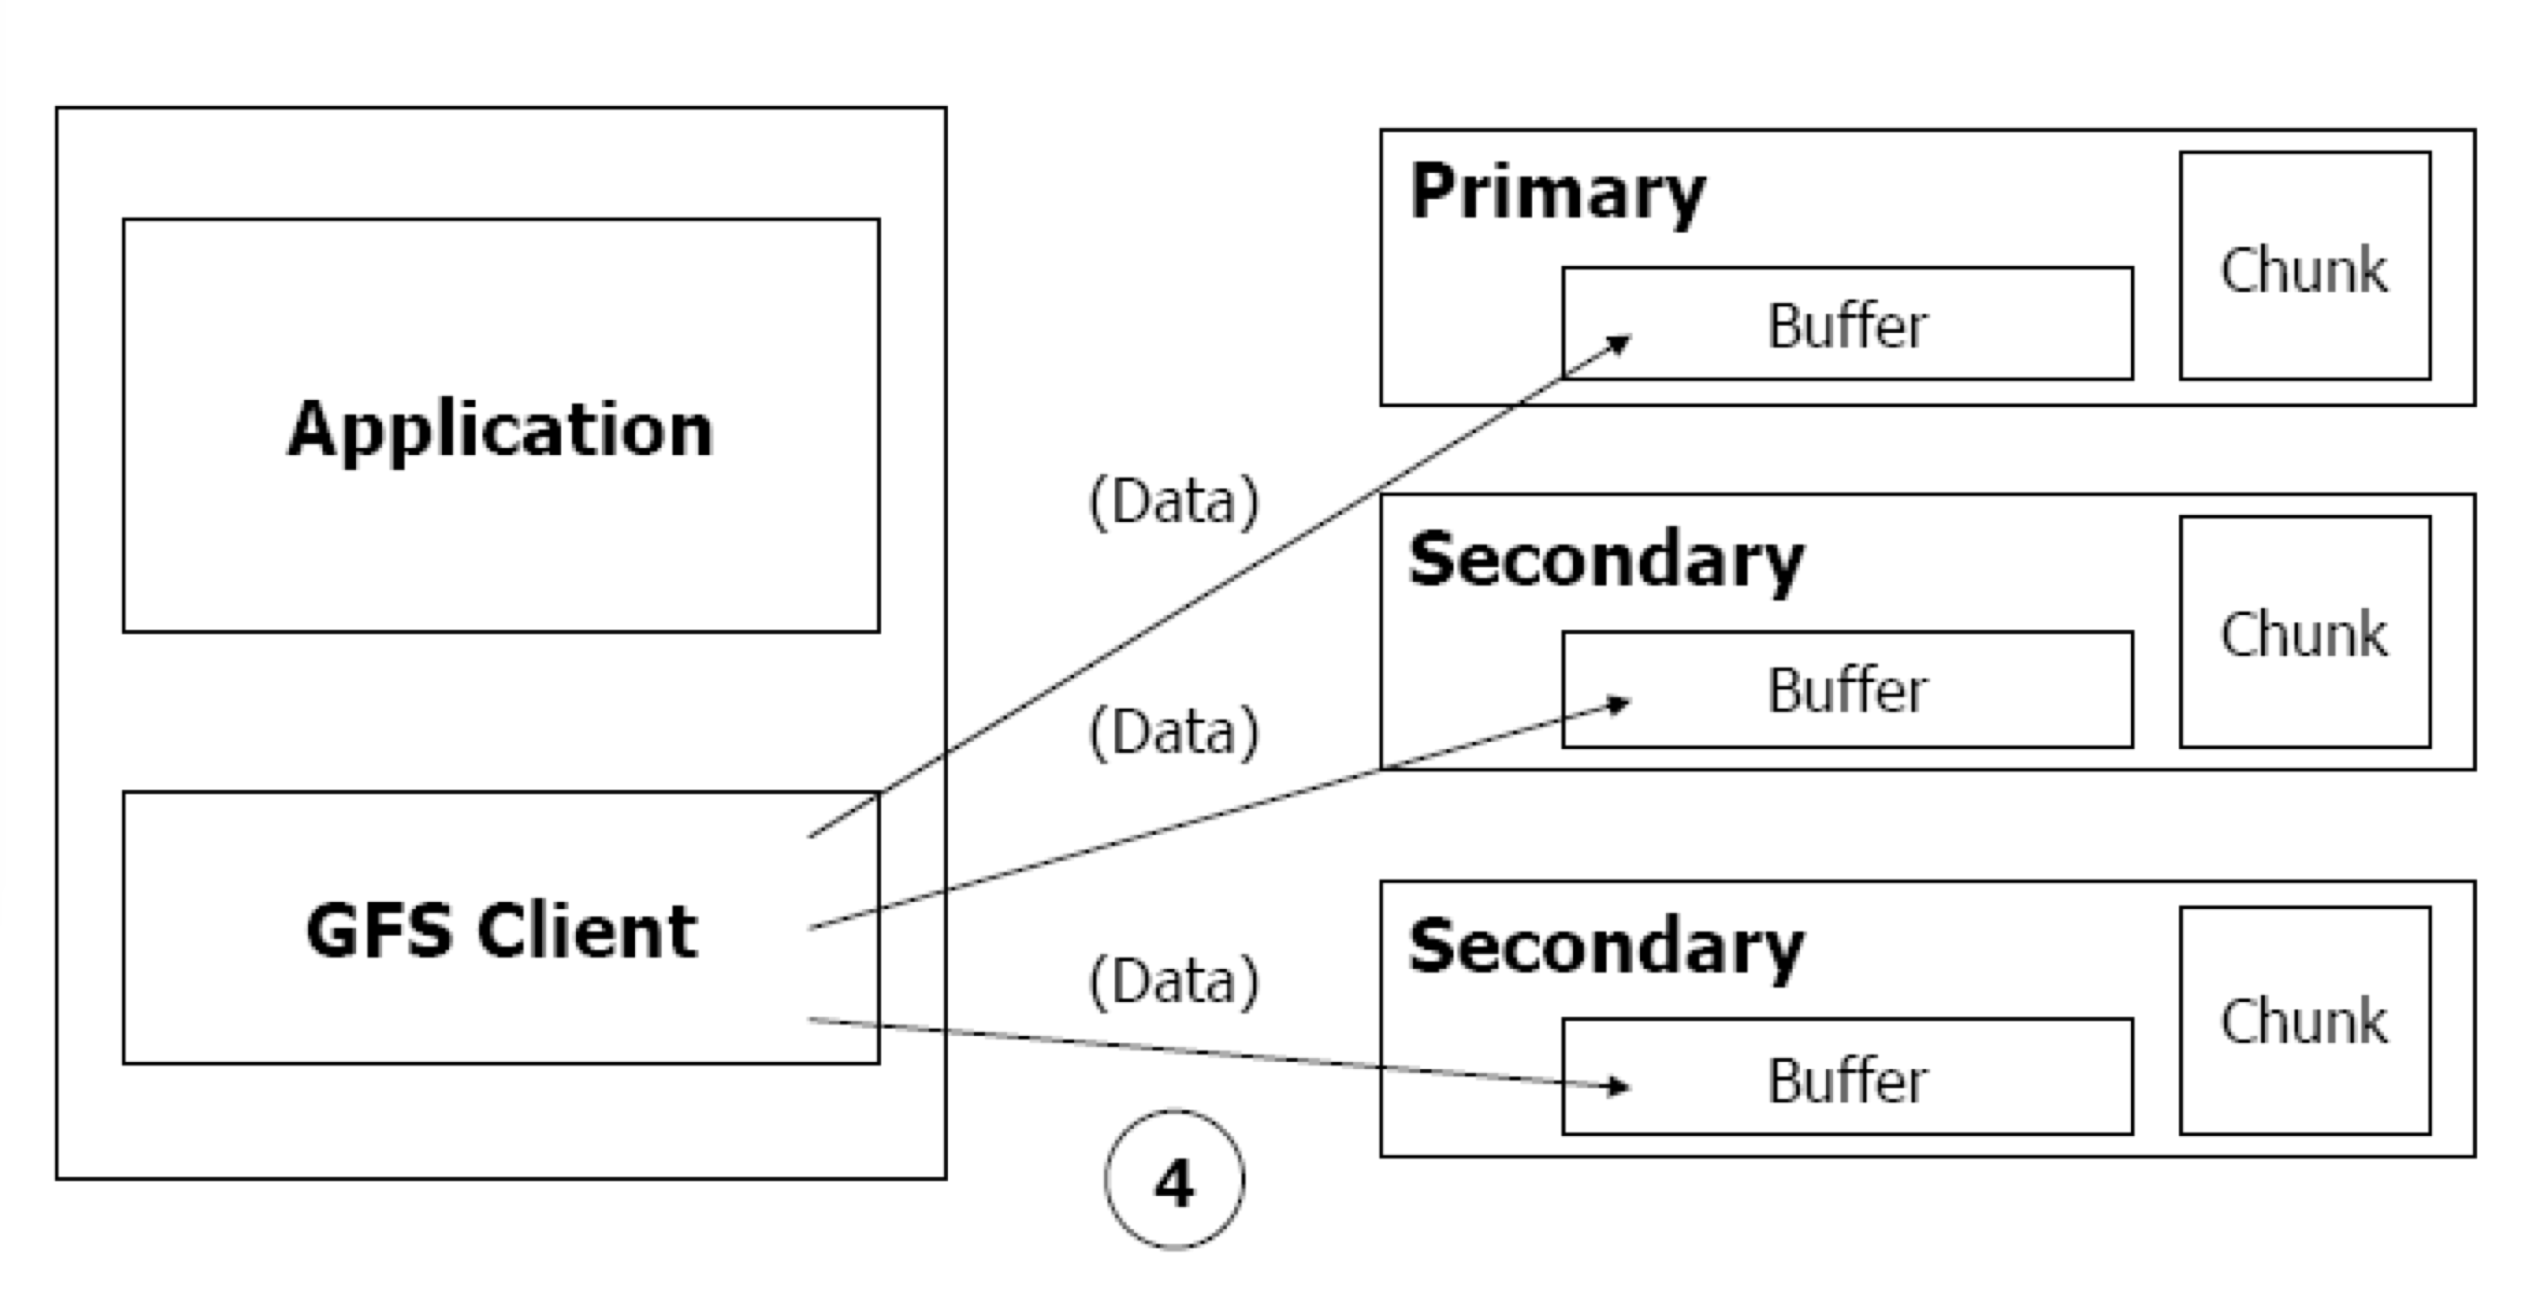 Application
GFS Client
(Data)
(Data)
(Data)
4
Primary
Buffer
Chunk
Secondary
Buffer
Chunk
Secondary
Buffer
Chunk